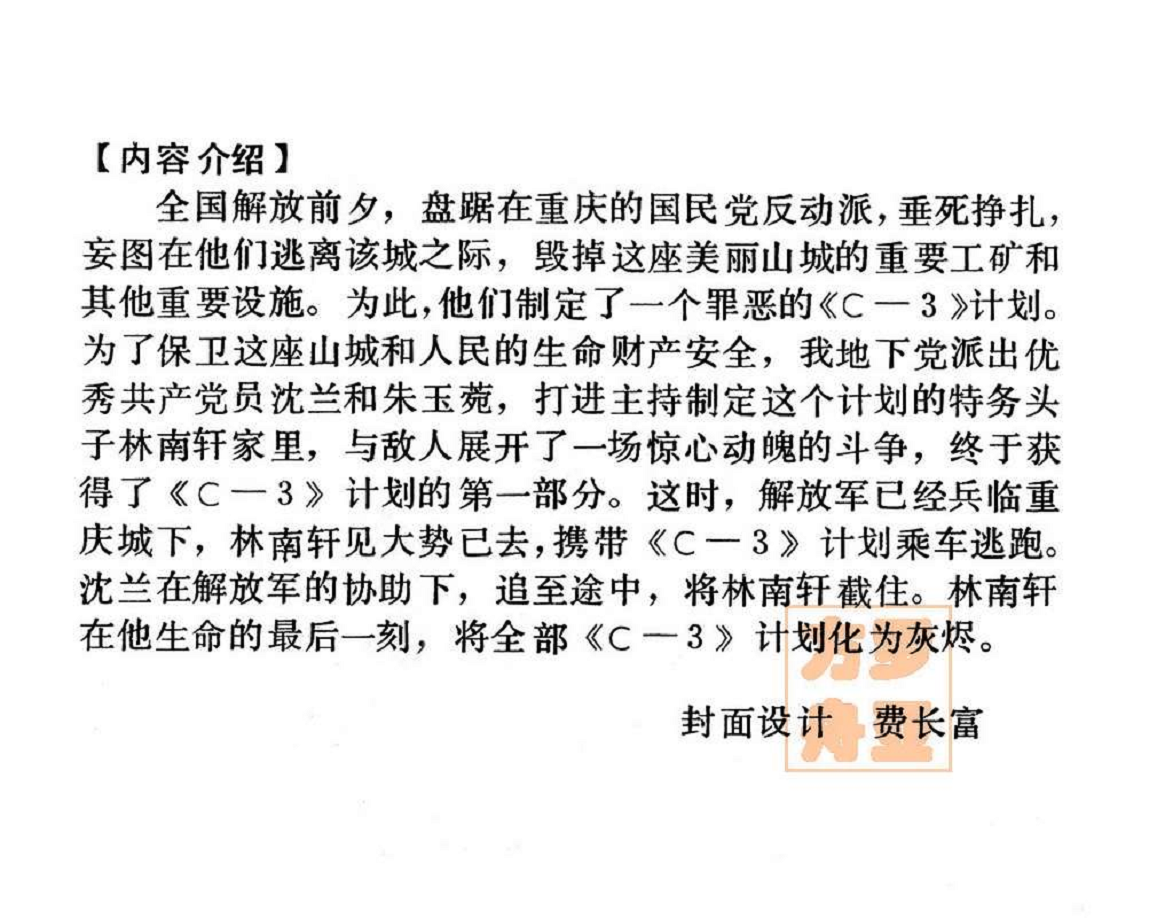 【内容介绍】
全国解放前夕，盘踞在重庆的国民党反动派，垂死挣扎，
妄图在他们逃离该城之际，毁掉这座美丽山城的重要工矿和
其他重要设施。为此，他们制定了一个罪恶的《C—3》计划。
为了保卫这座山城和人民的生命财产安全，我地下党派出优
秀共产党员沈兰和朱玉菀，打进主持制定这个计划的特务头
子林南轩家里，与敌人展开了一场惊心动魄的斗争，终于获
得了《C—3》计划的第一部分。这时，解放军已经兵临重
庆城下，林南轩见大势已去，携带《C—3》计划乘车逃跑。
沈兰在解放军的协助下，追至途中，将林南轩截住。林南轩
在他生命的最后一刻，将全部《C—3》计划化为灰烬。
封面设计　费长富